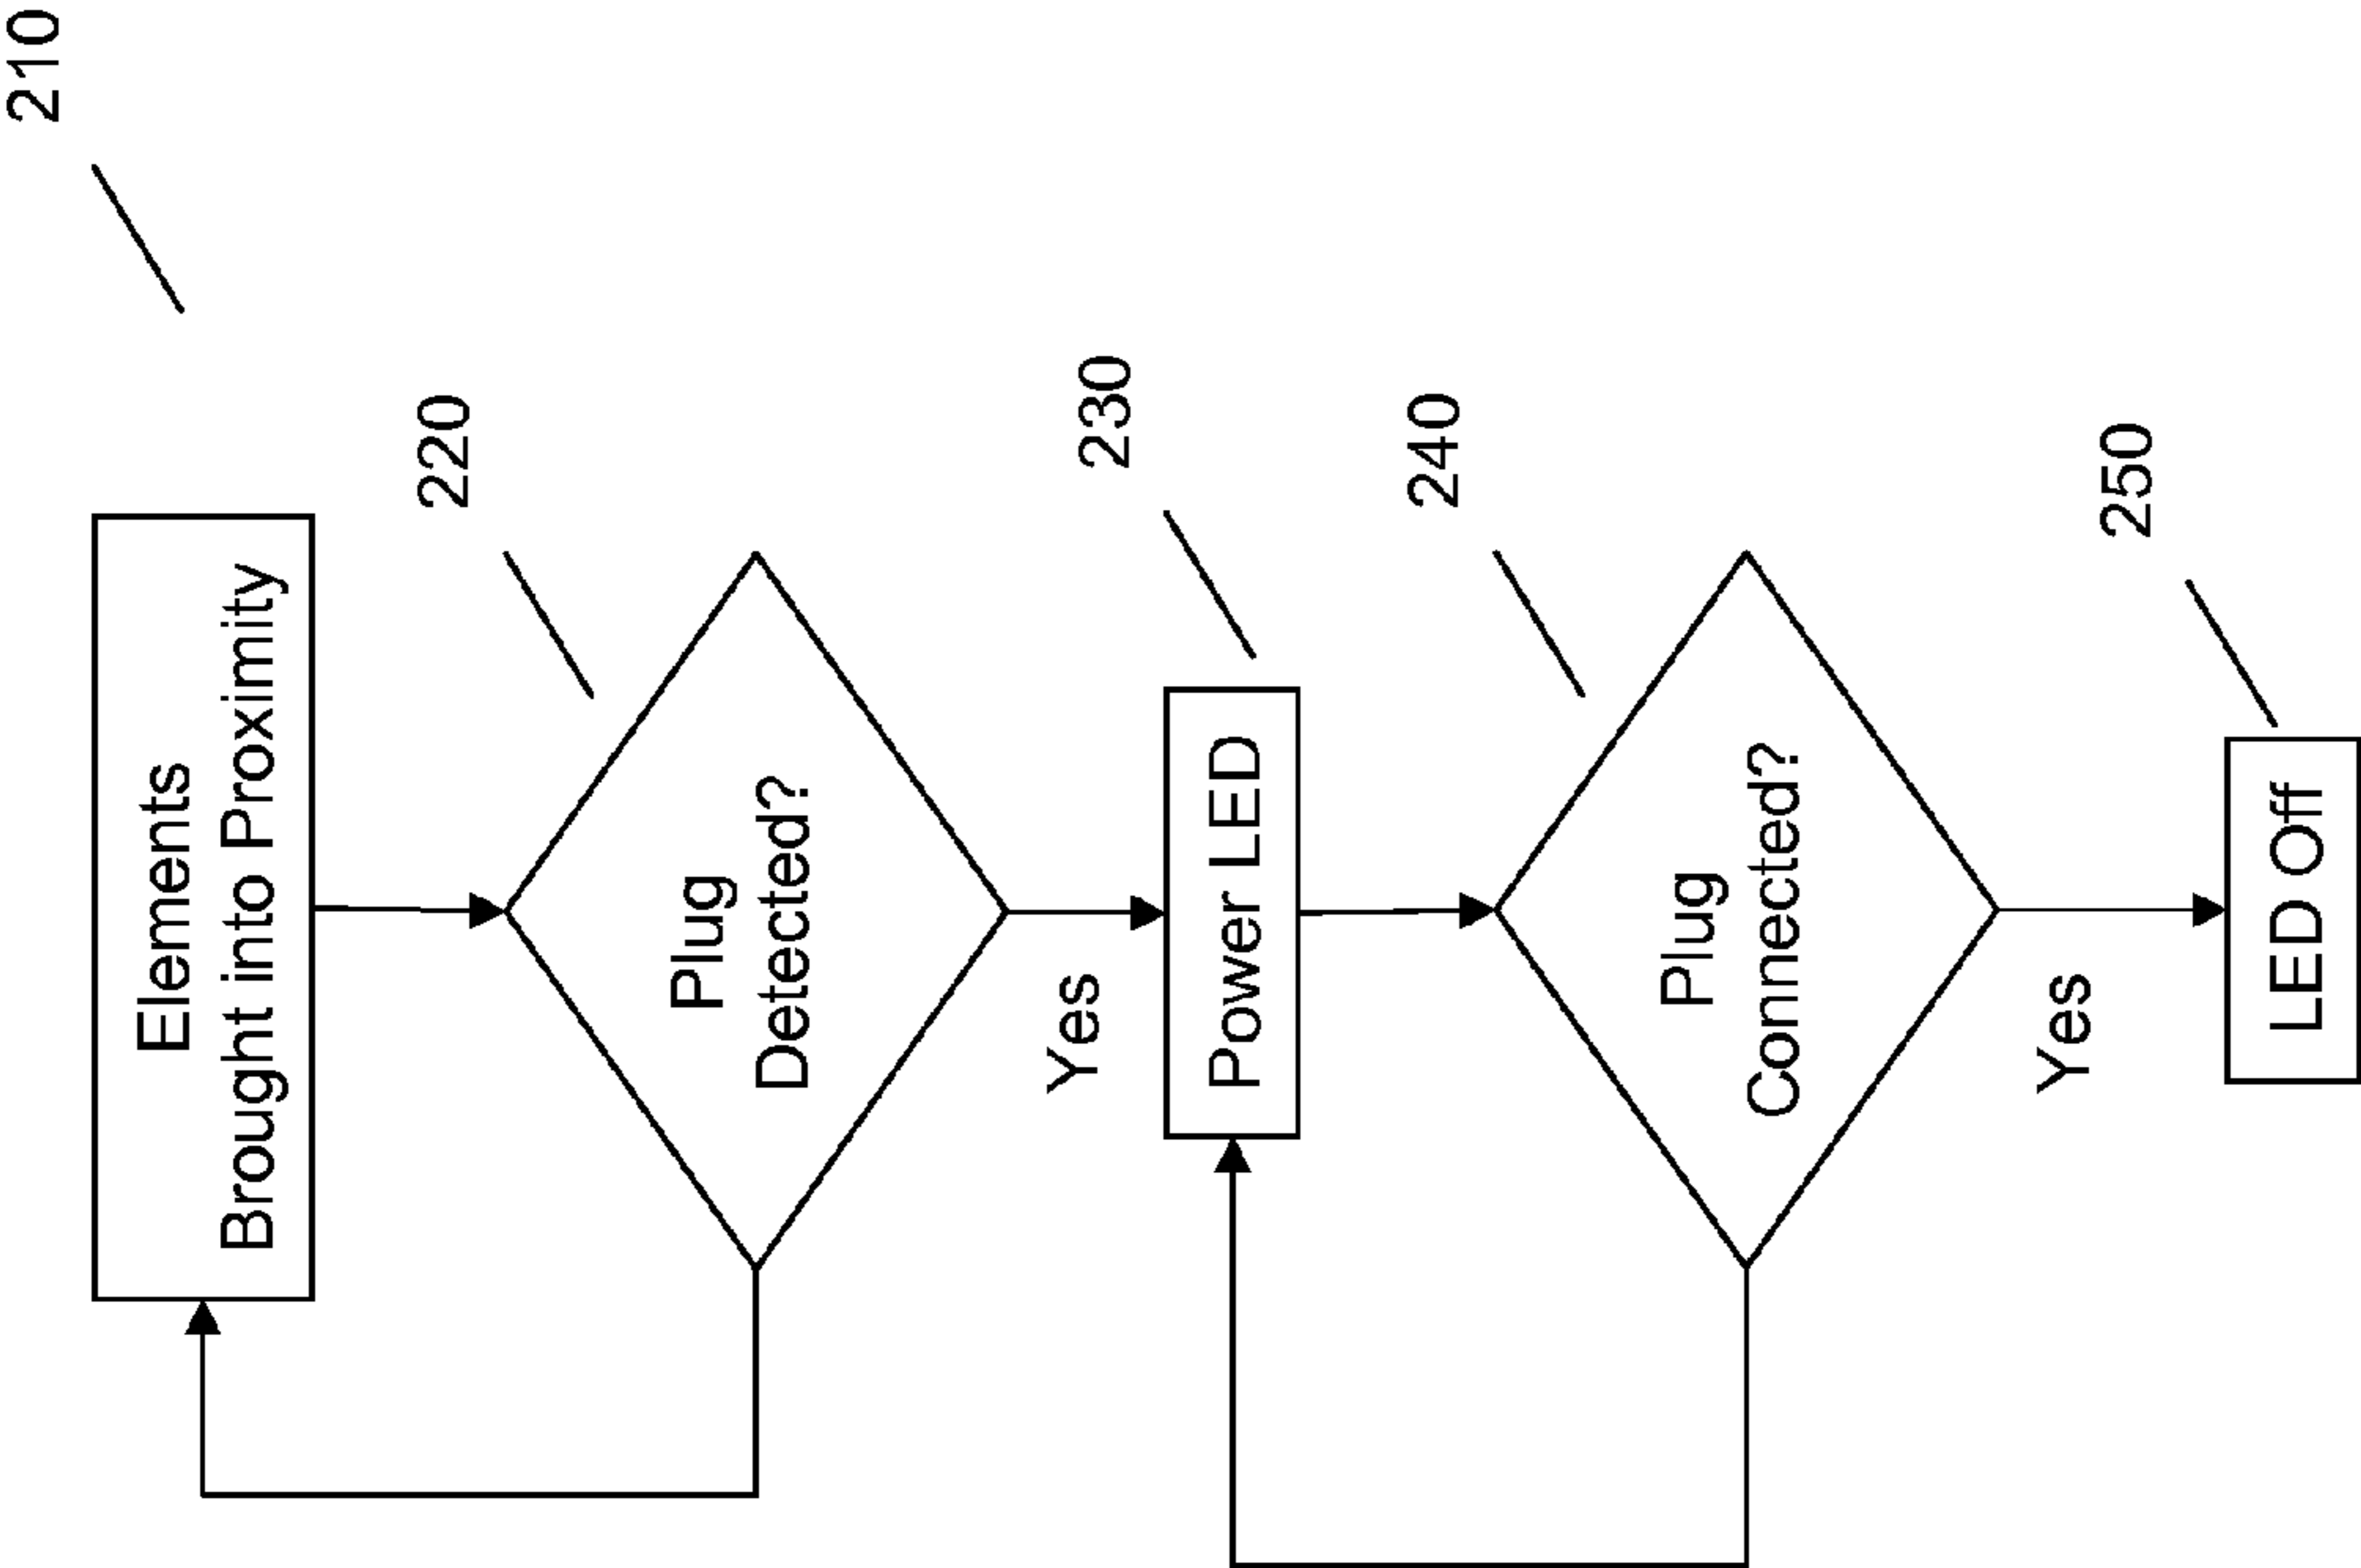 210
Elements
Brought into Proximity
220
Plug
Detected?
Yes
230
Power LED
240
Plug
Connected?
Yes
250
LED Off